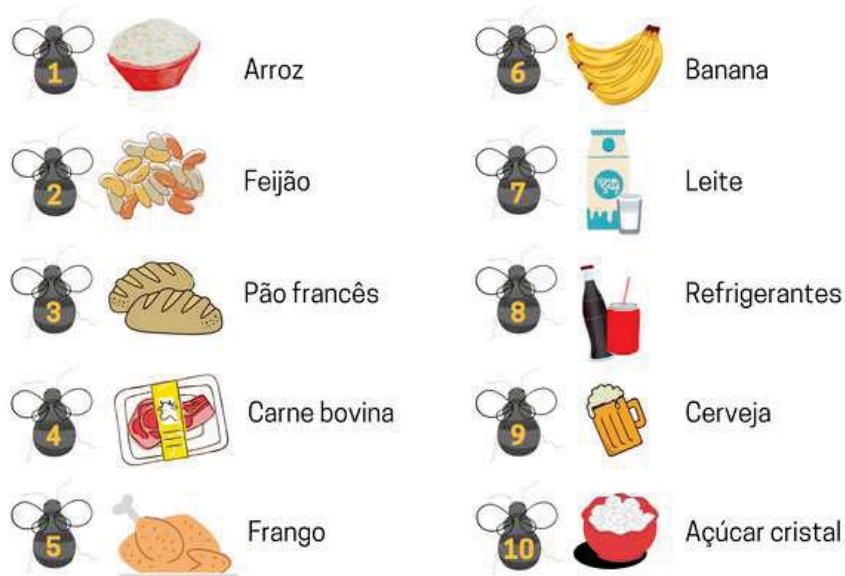 1 Arroz
2 Feijão
3 Pão francês
4 Carne bovina
5 Frango
6 Banana
7 Leite
8 Refrigerantes
9 Cerveja
10 Açúcar cristal